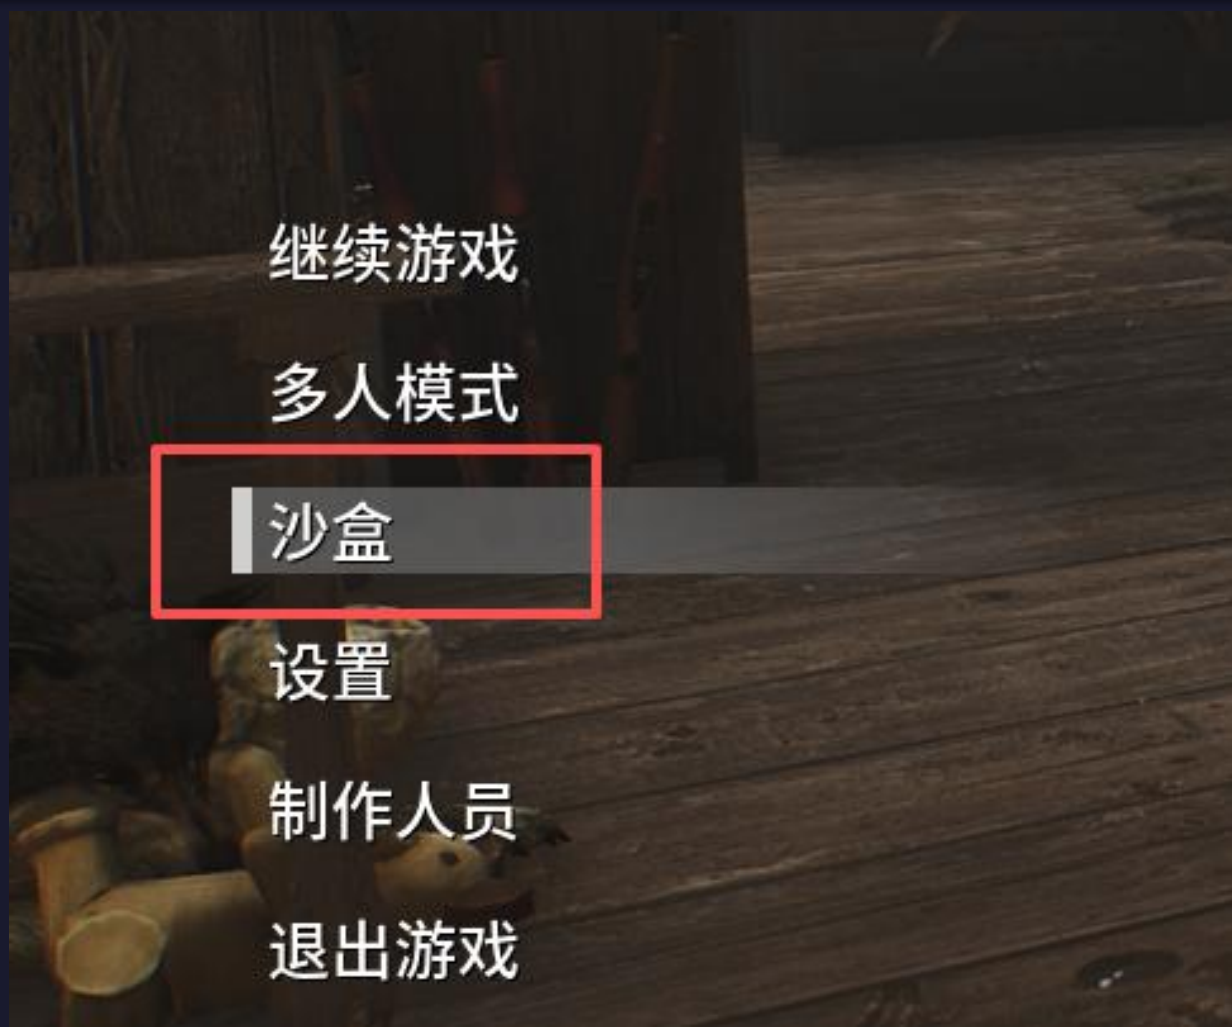 继续游戏
多人模式
沙盒
设置
制作人员
退出游戏